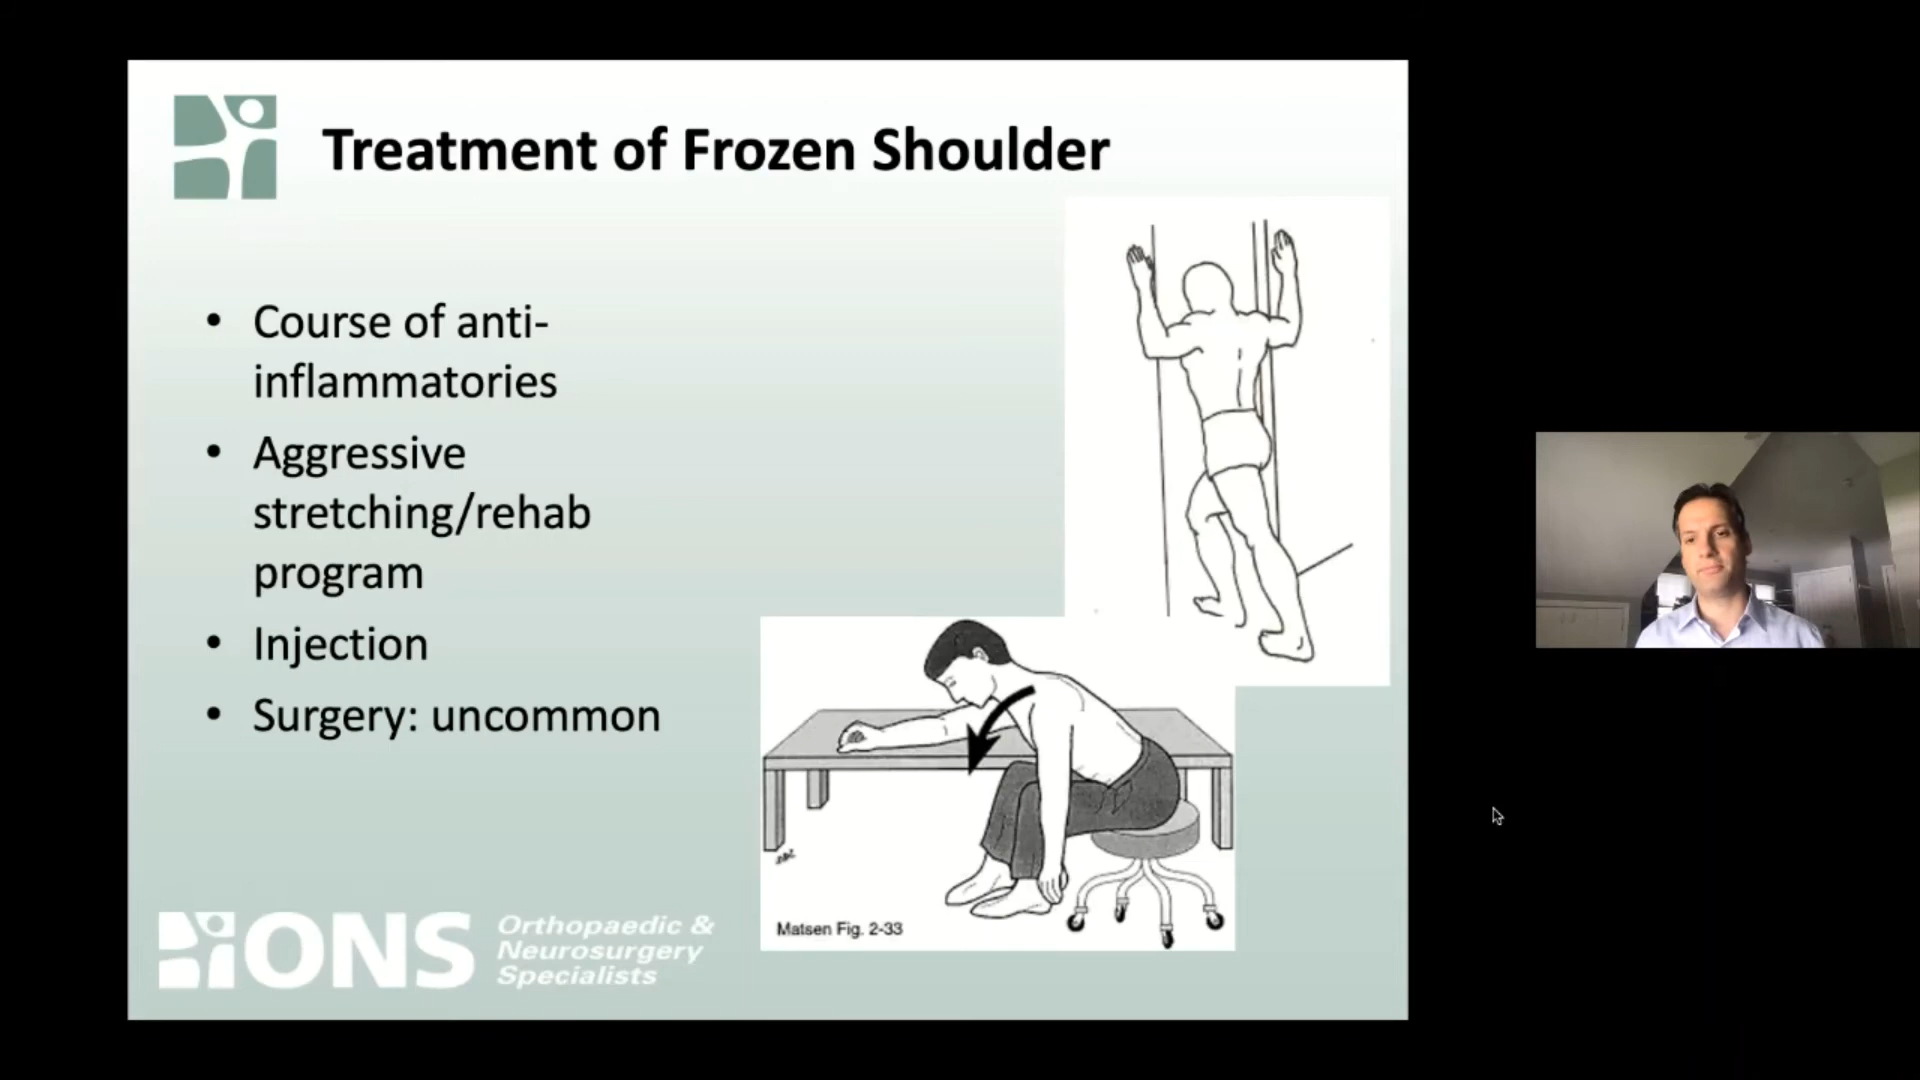 Treatment of Frozen Shoulder
• Course of anti-
inflammatories
• Aggressive
stretching/rehab
program
• Injection
• Surgery: uncommon
Matsen Fig. 2-33
ONS
Orthopaedic &
Neurosurgery
Specialists